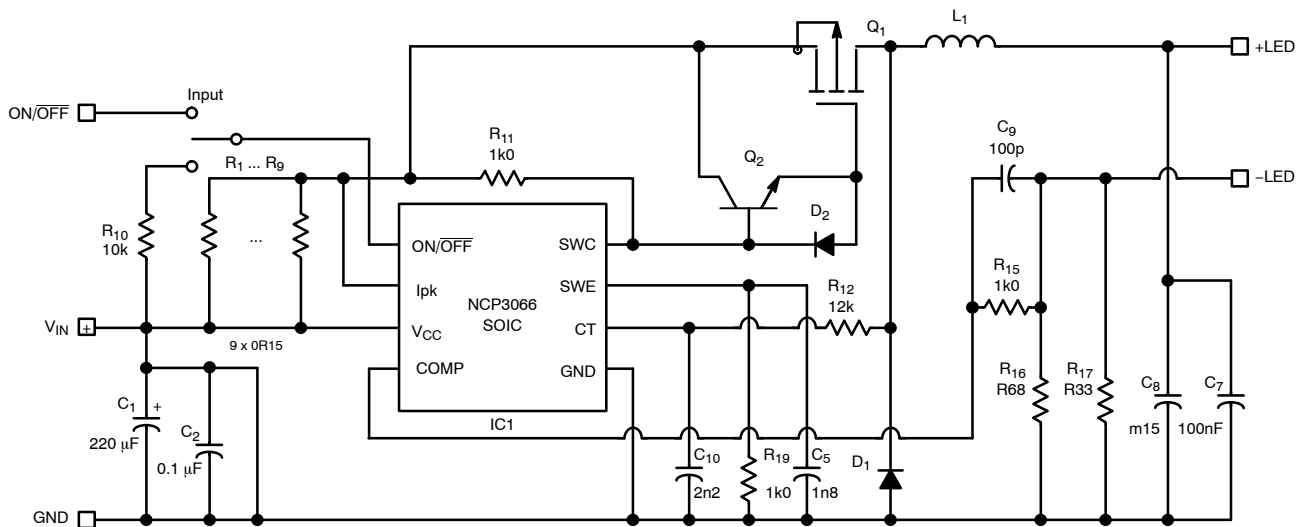 Q1
L1
+LED
ON/OFF
Input
R11
1k0
C9
100p
Q2
-LED
R1 ... R9
D2
R10
10k
...
ON/OFF
SWC
R15
1k0
Ipk
NCP3066
SOIC
SWE
R12
12k
VIN
+
VCC
CT
9 x 0R15
COMP
GND
R16
R68
R17
R33
C8
C7
C1
+
IC1
m15
100nF
220 µF
C2
0.1 µF
C10
2n2
R19
1k0
C5
1n8
D1
GND